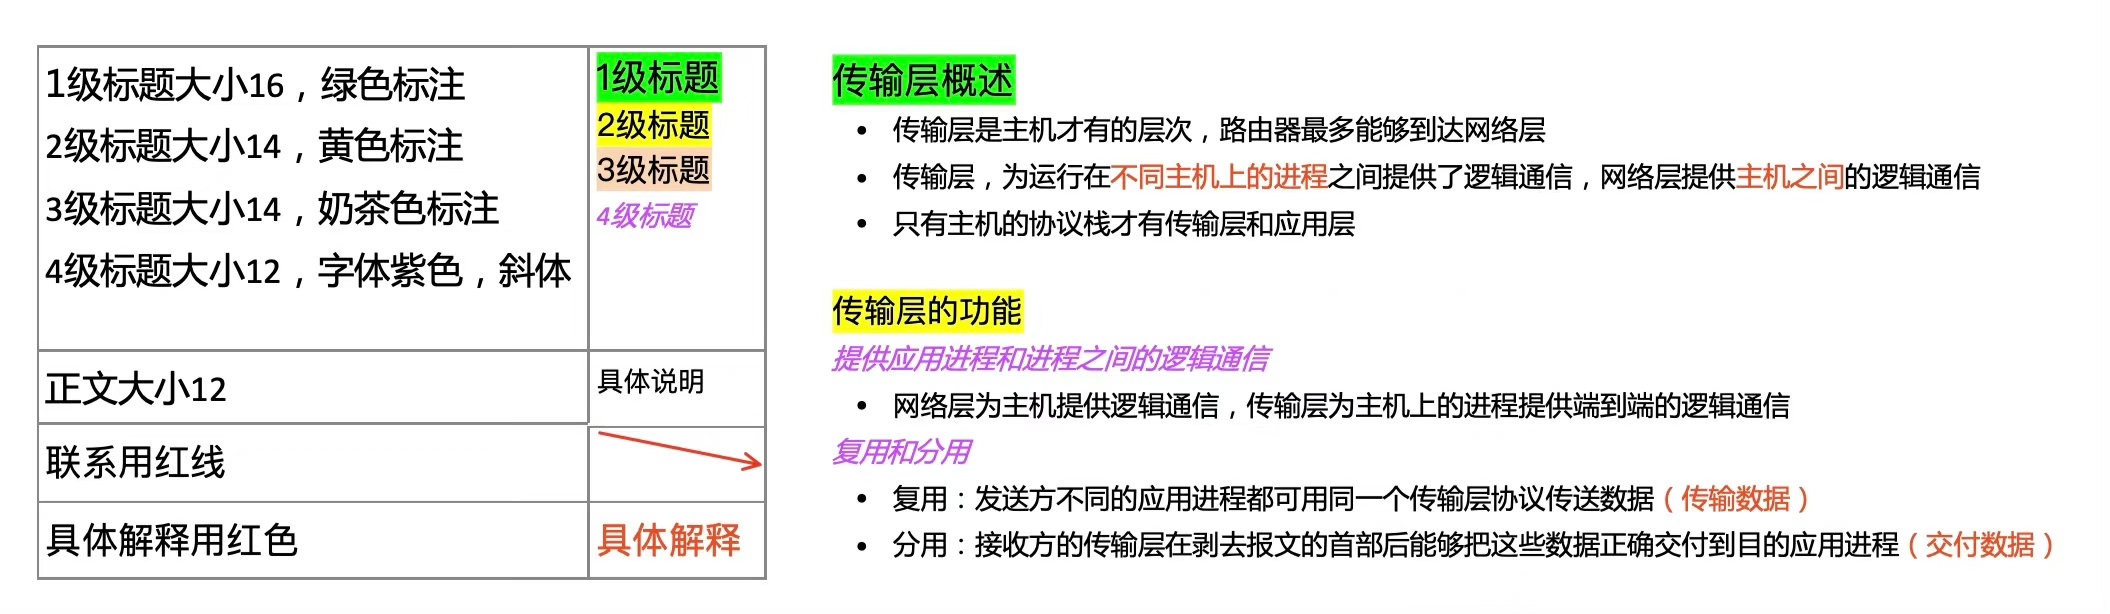 1级标题大小16，绿色标注
2级标题大小14，黄色标注
3级标题大小14，奶茶色标注
4级标题大小12，字体紫色，斜体
1级标题
2级标题
3级标题
4级标题
正文大小12
具体说明
联系用红线
具体解释用红色
具体解释
传输层概述
• 传输层是主机才有的层次，路由器最多能够到达网络层
• 传输层，为运行在不同主机上的进程之间提供了逻辑通信，网络层提供主机之间的逻辑通信
• 只有主机的协议栈才有传输层和应用层
传输层的功能
提供应用进程和进程之间的逻辑通信
• 网络层为主机提供逻辑通信，传输层为主机上的进程提供端到端的逻辑通信
复用和分用
• 复用：发送方不同的应用进程都可用同一个传输层协议传送数据（传输数据）
• 分用：接收方的传输层在剥去报文的首部后能够把这些数据正确交付到目的应用进程（交付数据）